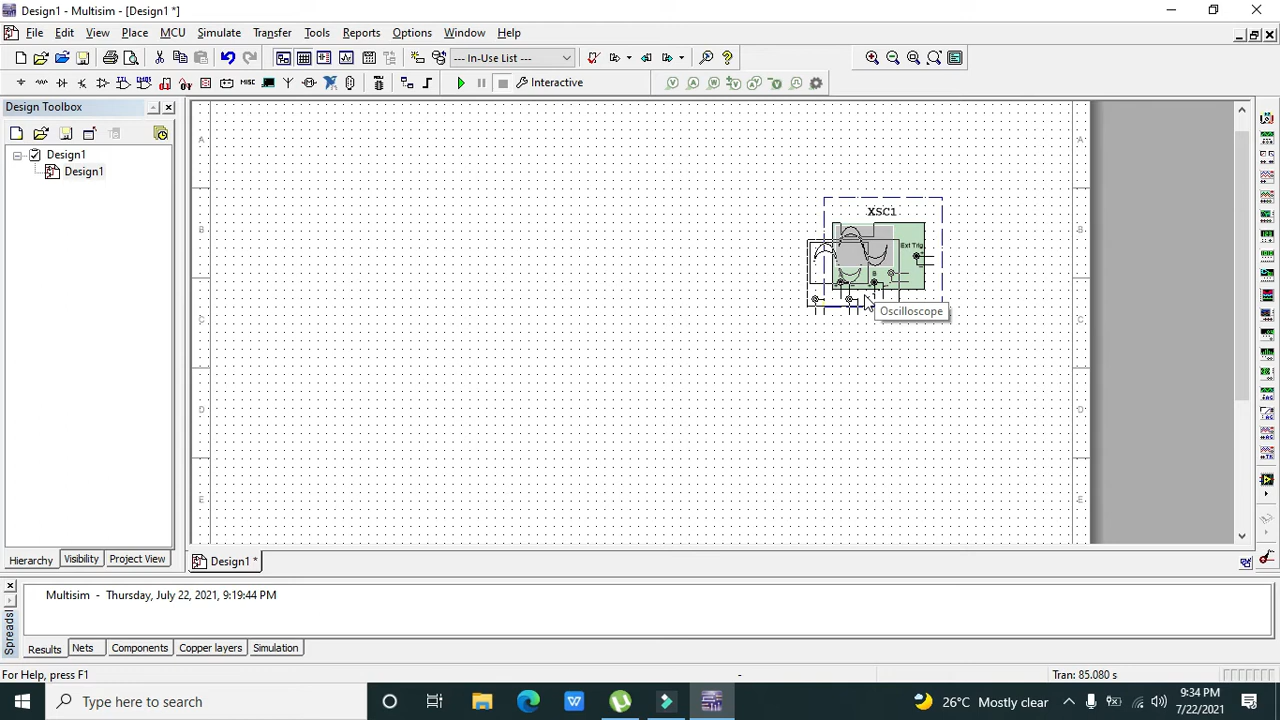 Design1 - Multisim - [Design1 *]
File Edit View Place MCU Simulate Transfer Tools Reports Options Window Help
--- In-Use List ---
MISC
Interactive
Design Toolbox
Design1
Design1
A
A
B
B
C
C
D
D
E
E
XSC1
Ext Trig
B
Oscilloscope
Hierarchy Visibility Project View
Design1 *
Multisim - Thursday, July 22, 2021, 9:19:44 PM
Spreadsl
Results Nets Components Copper layers Simulation
For Help, press F1
-
Tran: 85.080 s
Type here to search
26°C Mostly clear
9:34 PM
7/22/2021